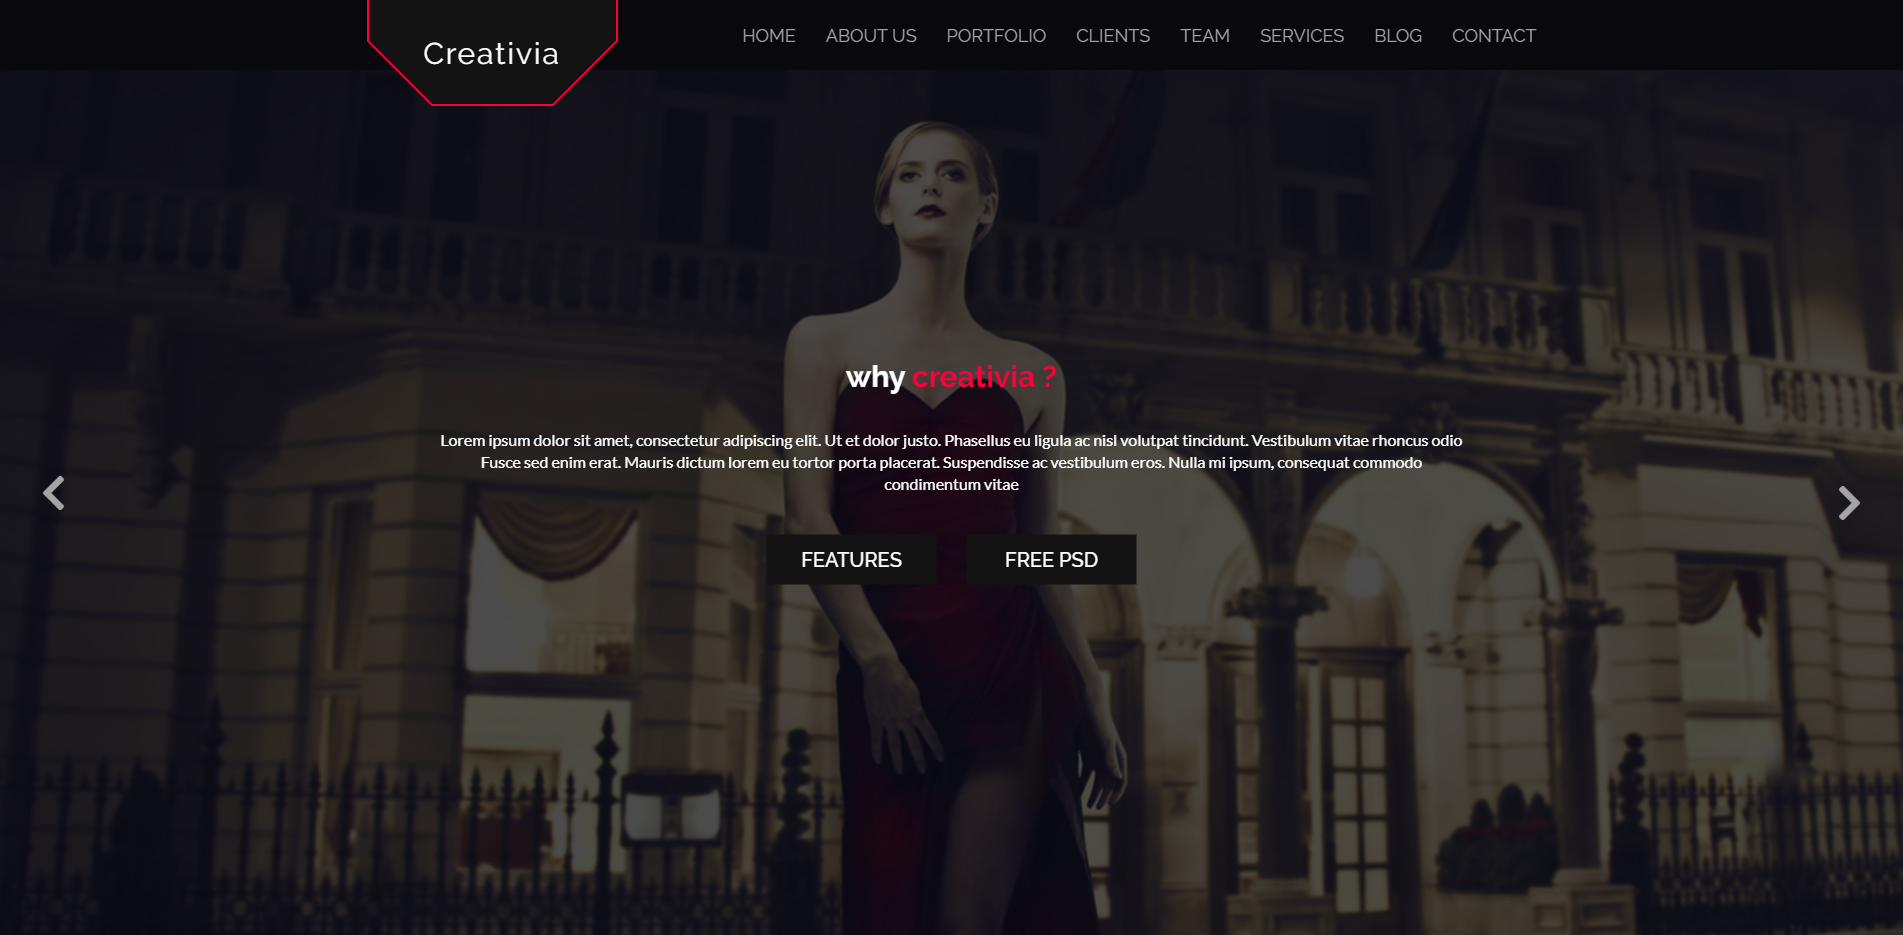 Creativia
HOME ABOUT US PORTFOLIO CLIENTS TEAM SERVICES BLOG CONTACT
why creativia ?
Lorem ipsum dolor sit amet, consectetur adipiscing elit. Ut et dolor justo. Phasellus eu ligula ac nisl volutpat tincidunt. Vestibulum vitae rhoncus odio
Fusce sed enim erat. Mauris dictum lorem eu tortor porta placerat. Suspendisse ac vestibulum eros. Nulla mi ipsum, consequat commodo
condimentum vitae
FEATURES FREE PSD